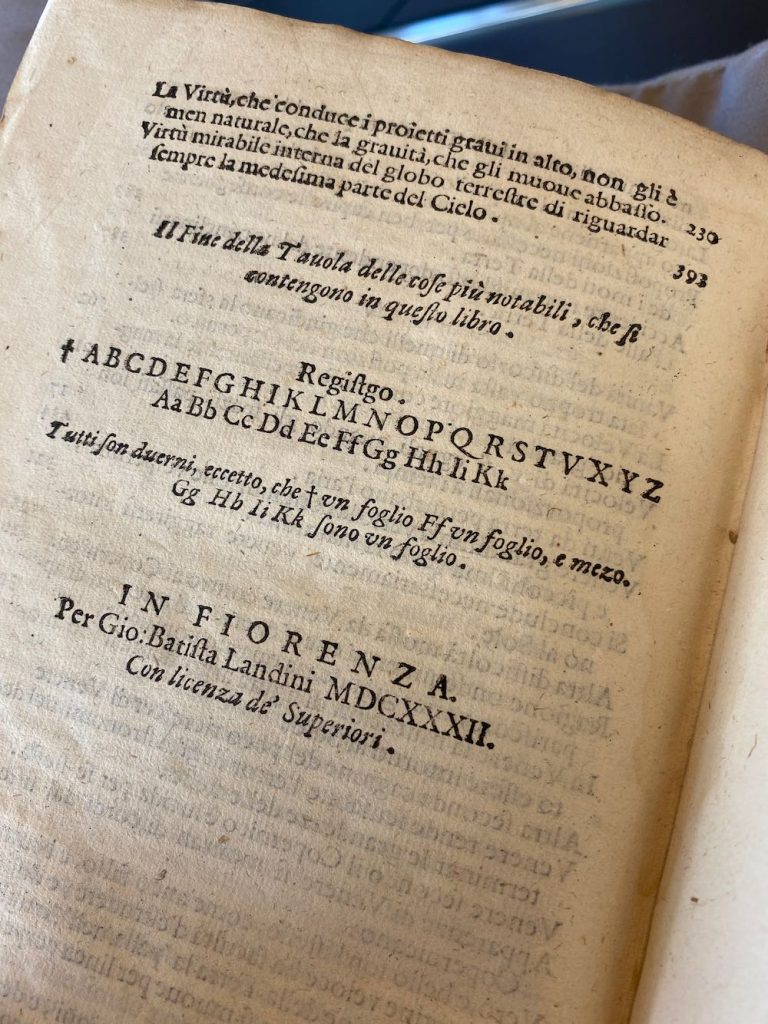 La Virtù, che conduce i proietti graui in alto, non gli è
men naturale, che la grauità, che gli muoue abbaſſo. 230
Virtù mirabile interna del globo terreſtre di riguardar
ſempre la medeſima parte del Cielo. 393
Il Fine della Tauola delle coſe più notabili, che ſi
contengono in queſto libro.
Regiſtgo.
† A B C D E F G H I K L M N O P Q R S T V X Y Z
Aa Bb Cc Dd Ee Ff Gg Hh Ii Kk
Tutti ſon duerni, eccetto, che † vn foglio Ff vn foglio, e mezo.
Gg Hh Ii Kk ſono vn foglio.
IN FIORENZA.
Per Gio: Batiſta Landini MDCXXXII.
Con licenza de' Superiori.